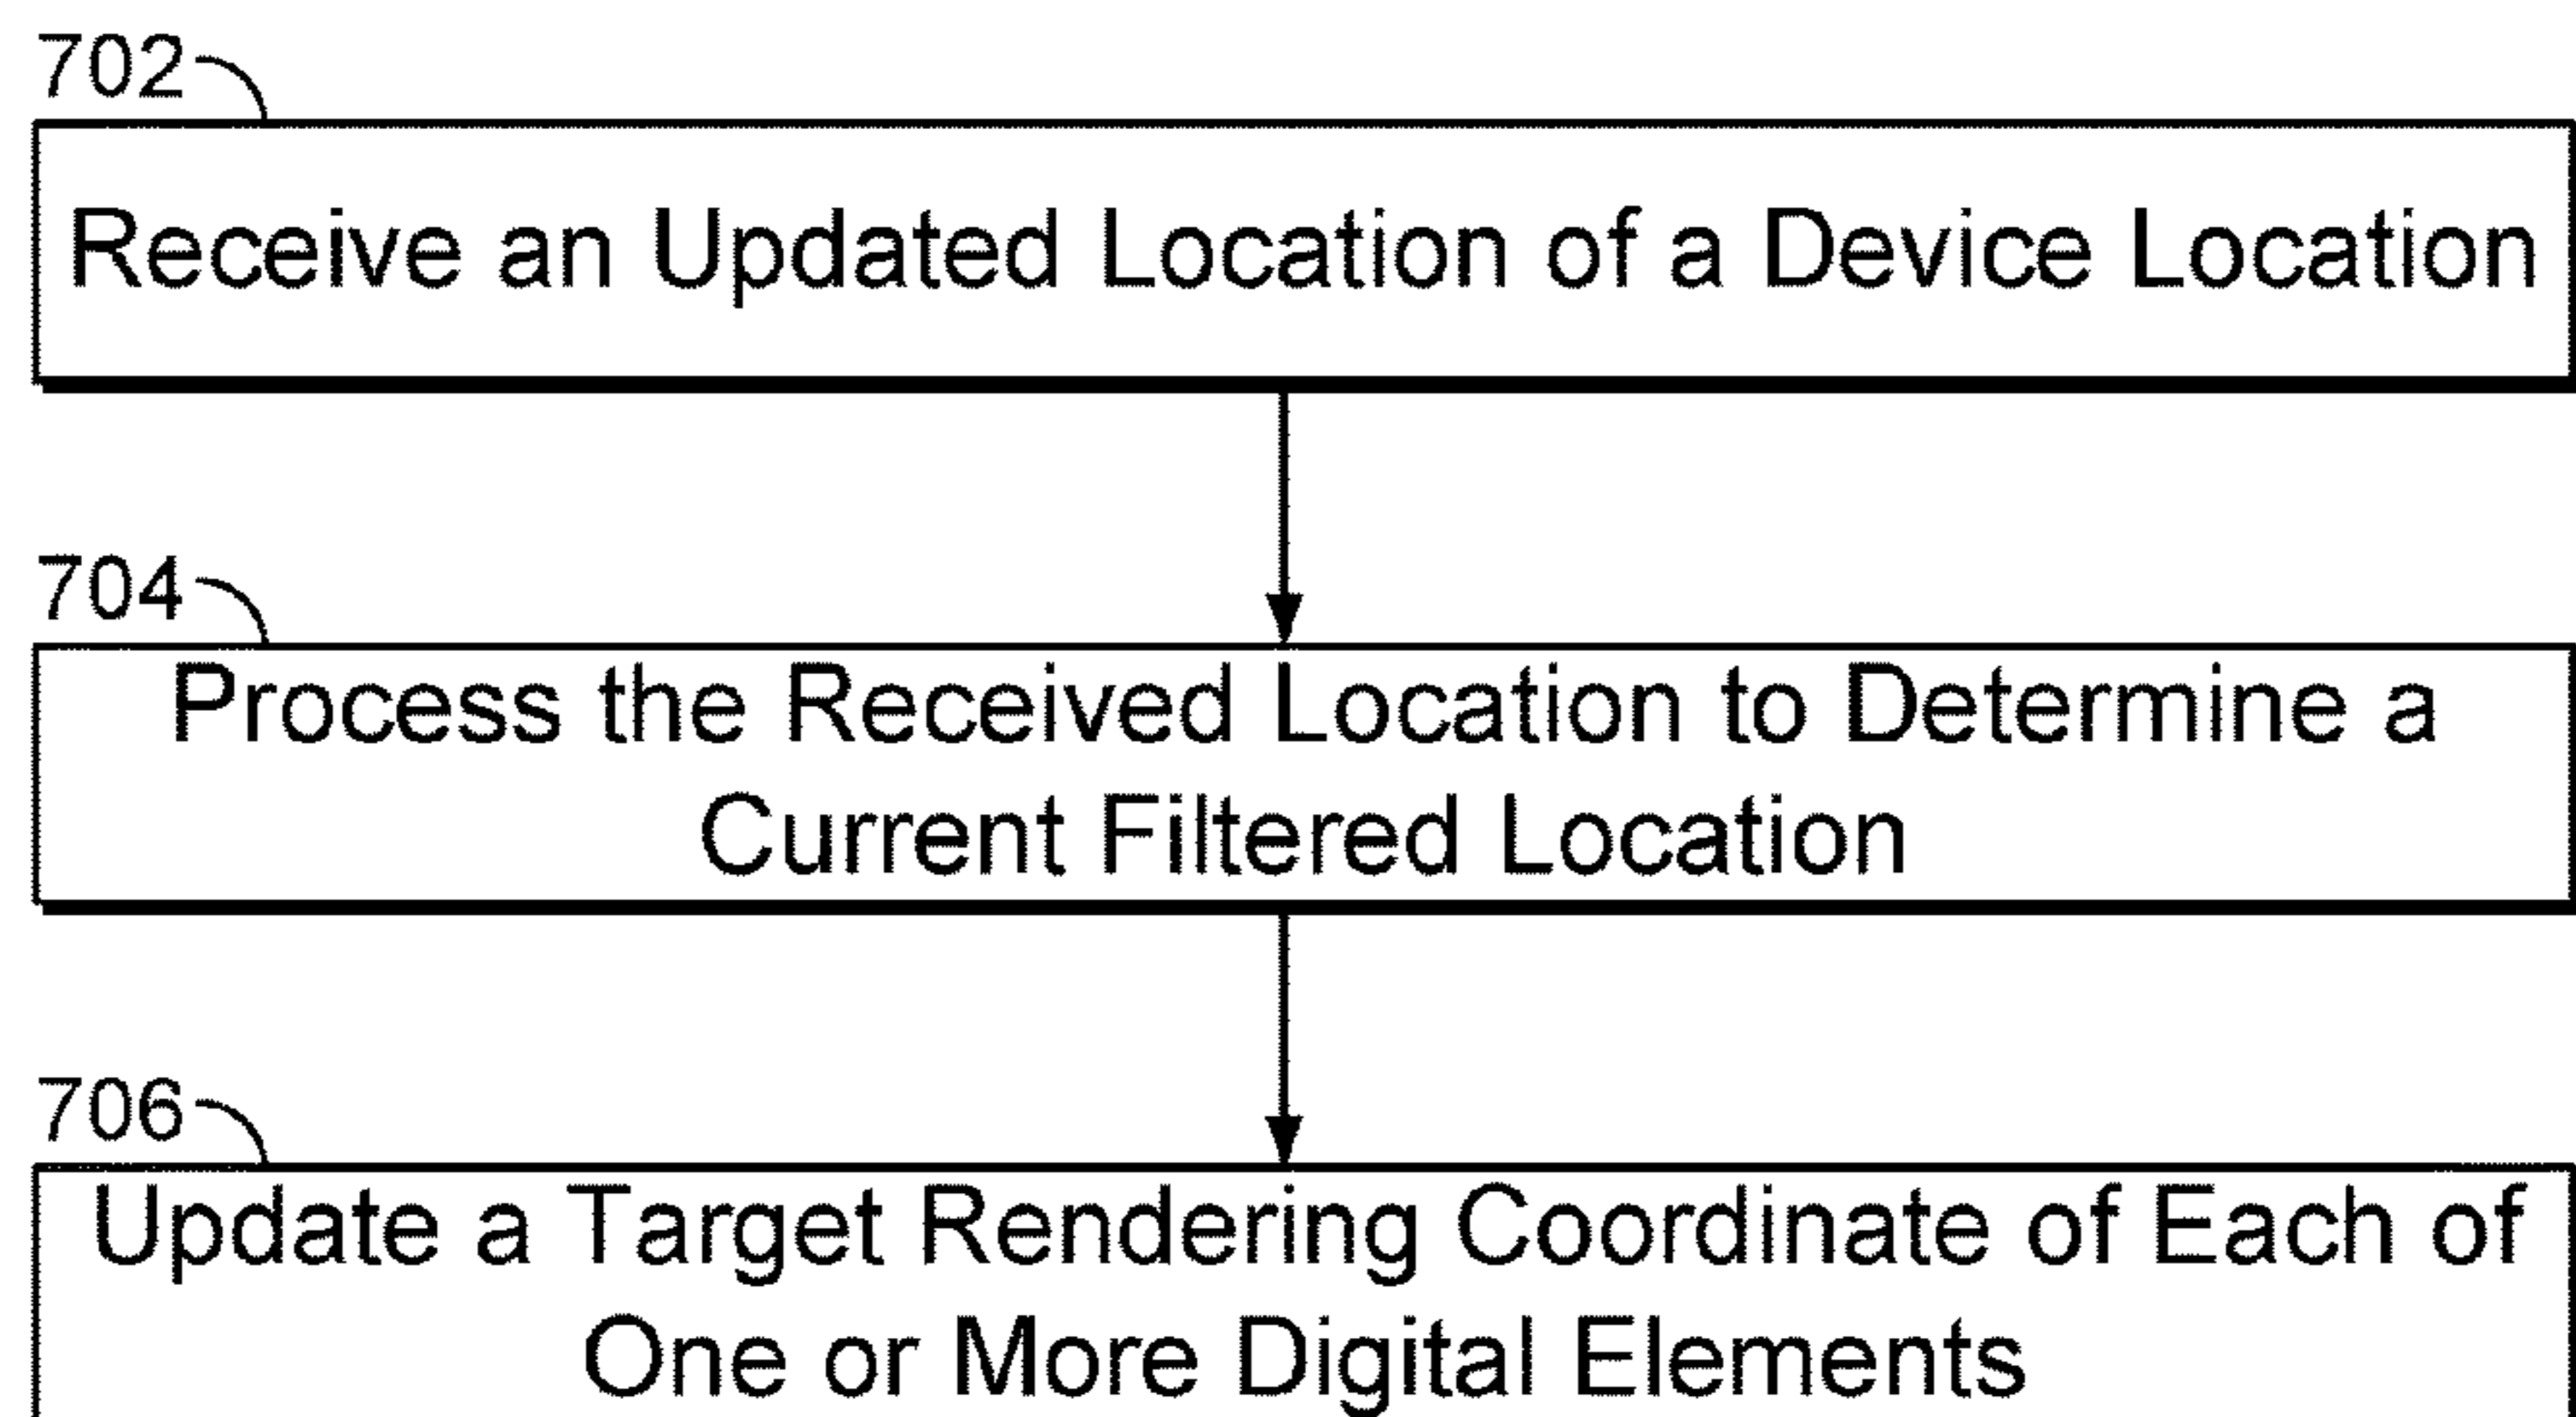 702
Receive an Updated Location of a Device Location
704
Process the Received Location to Determine a
Current Filtered Location
706
Update a Target Rendering Coordinate of Each of
One or More Digital Elements